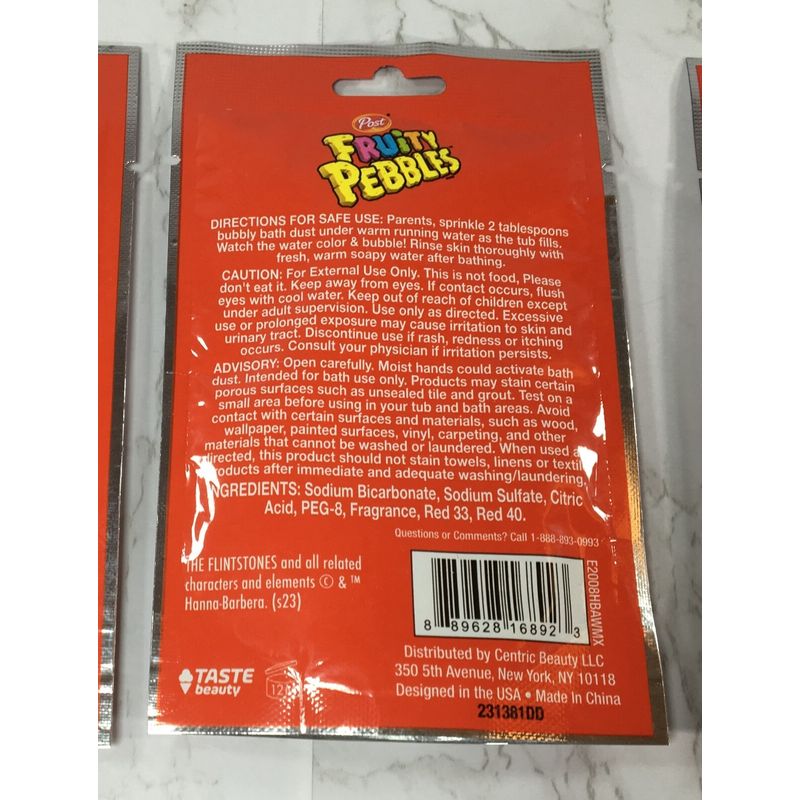 Post
FRUITY
PEBBLES
DIRECTIONS FOR SAFE USE: Parents, sprinkle 2 tablespoons
bubbly bath dust under warm running water as the tub fills.
Watch the water color & bubble! Rinse skin thoroughly with
fresh, warm soapy water after bathing.
CAUTION: For External Use Only. This is not food, Please
don't eat it. Keep away from eyes. If contact occurs, flush
eyes with cool water. Keep out of reach of children except
under adult supervision. Use only as directed. Excessive
use or prolonged exposure may cause irritation to skin and
urinary tract. Discontinue use if rash, redness or itching
occurs. Consult your physician if irritation persists.
ADVISORY: Open carefully. Moist hands could activate bath
dust. Intended for bath use only. Products may stain certain
porous surfaces such as unsealed tile and grout. Test on a
small area before using in your tub and bath areas. Avoid
contact with certain surfaces and materials, such as wood,
wallpaper, painted surfaces, vinyl, carpeting, and other
materials that cannot be washed or laundered. When used a
directed, this product should not stain towels, linens or textil
products after immediate and adequate washing/laundering.
INGREDIENTS: Sodium Bicarbonate, Sodium Sulfate, Citric
Acid, PEG-8, Fragrance, Red 33, Red 40.
Questions or Comments? Call 1-888-893-0993
THE FLINTSTONES and all related
characters and elements © & ™
Hanna-Barbera. (s23)
8 89628 16892 3
E2008HBAWMX
TASTE
beauty
Distributed by Centric Beauty LLC
350 5th Avenue, New York, NY 10118
Designed in the USA • Made In China
231381DD